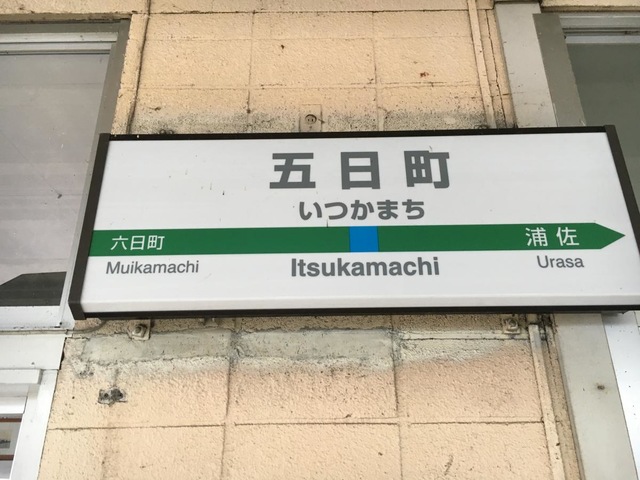 五日町
いつかまち
六日町
浦佐
Muikamachi
Itsukamachi
Urasa